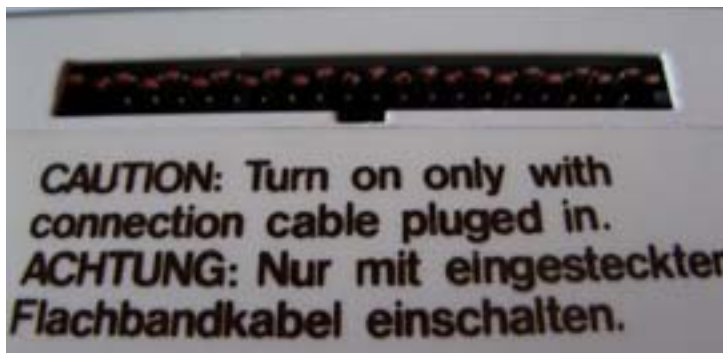 CAUTION: Turn on only with
connection cable pluged in.
ACHTUNG: Nur mit eingesteckten
Flachbandkabel einschalten.